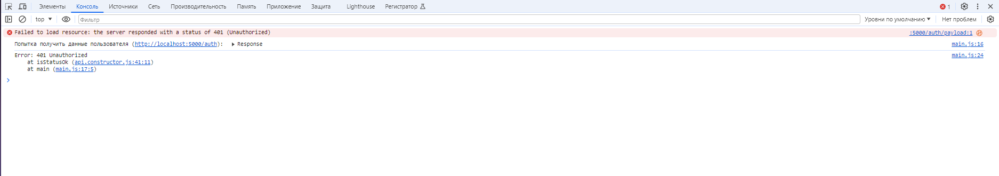 Элементы Консоль Источники Сеть Производительность Память Приложение Защита Lighthouse Регистратор 1
top Фильтр Уровни по умолчанию Нет проблем
Failed to load resource: the server responded with a status of 401 (Unauthorized) :5000/auth/payload:1
Попытка получить данные пользователя (http://localhost:5000/auth): Response main.js:16
Error: 401 Unauthorized main.js:24
at isStatusOk (api.constructor.js:41:11)
at main (main.js:17:5)